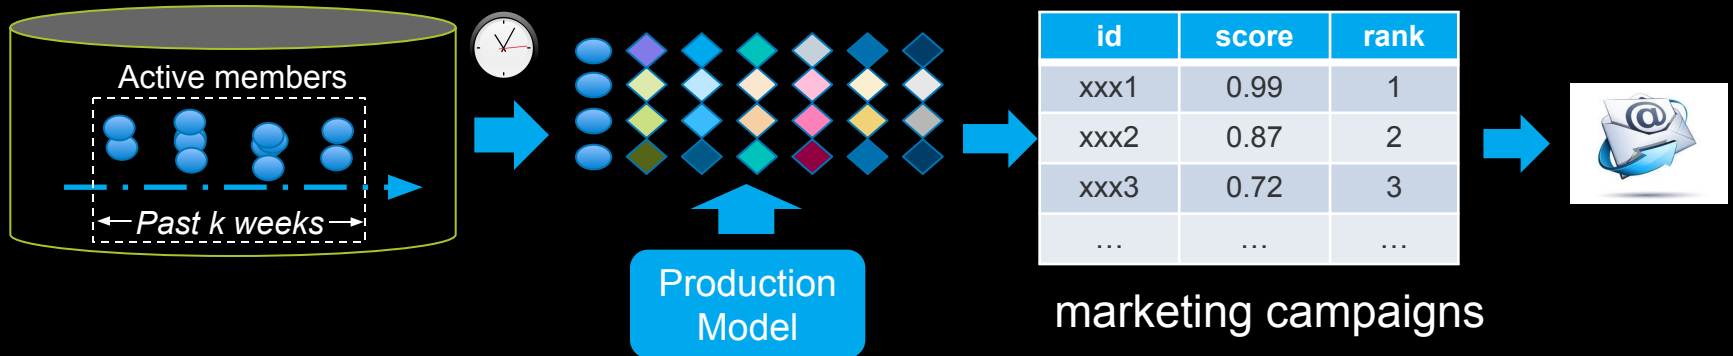 Active members
Past k weeks
Production
Model
id score rank
xxx1 0.99 1
xxx2 0.87 2
xxx3 0.72 3
… … …
marketing campaigns
@